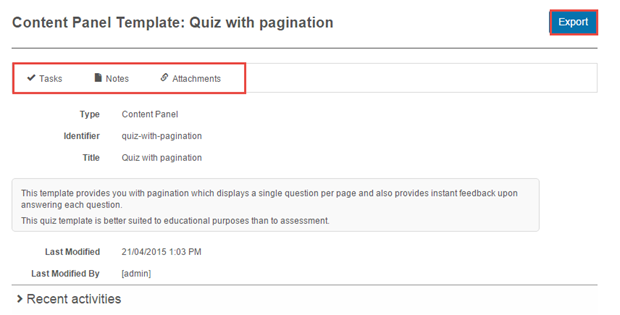 Content Panel Template: Quiz with pagination
Export
Tasks Notes Attachments
Type Content Panel
Identifier quiz-with-pagination
Title Quiz with pagination
This template provides you with pagination which displays a single question per page and also provides instant feedback upon
answering each question.
This quiz template is better suited to educational purposes than to assessment.
Last Modified 21/04/2015 1:03 PM
Last Modified By [admin]
Recent activities